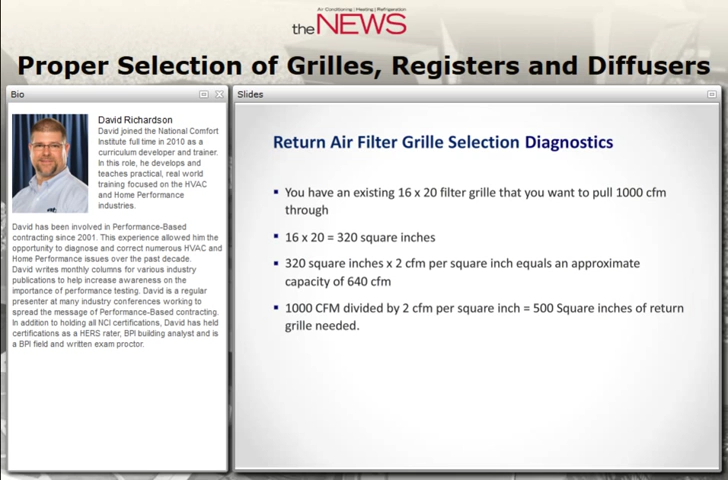 Air Conditioning | Heating | Refrigeration
the NEWS
Proper Selection of Grilles, Registers and Diffusers
Bio
David Richardson
David joined the National Comfort
Institute full time in 2010 as a
curriculum developer and trainer.
In this role, he develops and
teaches practical, real world
training focused on the HVAC
and Home Performance
industries.
David has been involved in Performance-Based
contracting since 2001. This experience allowed him the
opportunity to diagnose and correct numerous HVAC and
Home Performance issues over the past decade.
David writes monthly columns for various industry
publications to help increase awareness on the
importance of performance testing. David is a regular
presenter at many industry conferences working to
spread the message of Performance-Based contracting.
In addition to holding all NCI certifications, David has held
certifications as a HERS rater, BPI building analyst and is
a BPI field and written exam proctor.
Slides
Return Air Filter Grille Selection Diagnostics
▪ You have an existing 16 x 20 filter grille that you want to pull 1000 cfm
through
▪ 16 x 20 = 320 square inches
▪ 320 square inches x 2 cfm per square inch equals an approximate
capacity of 640 cfm
▪ 1000 CFM divided by 2 cfm per square inch = 500 Square inches of return
grille needed.